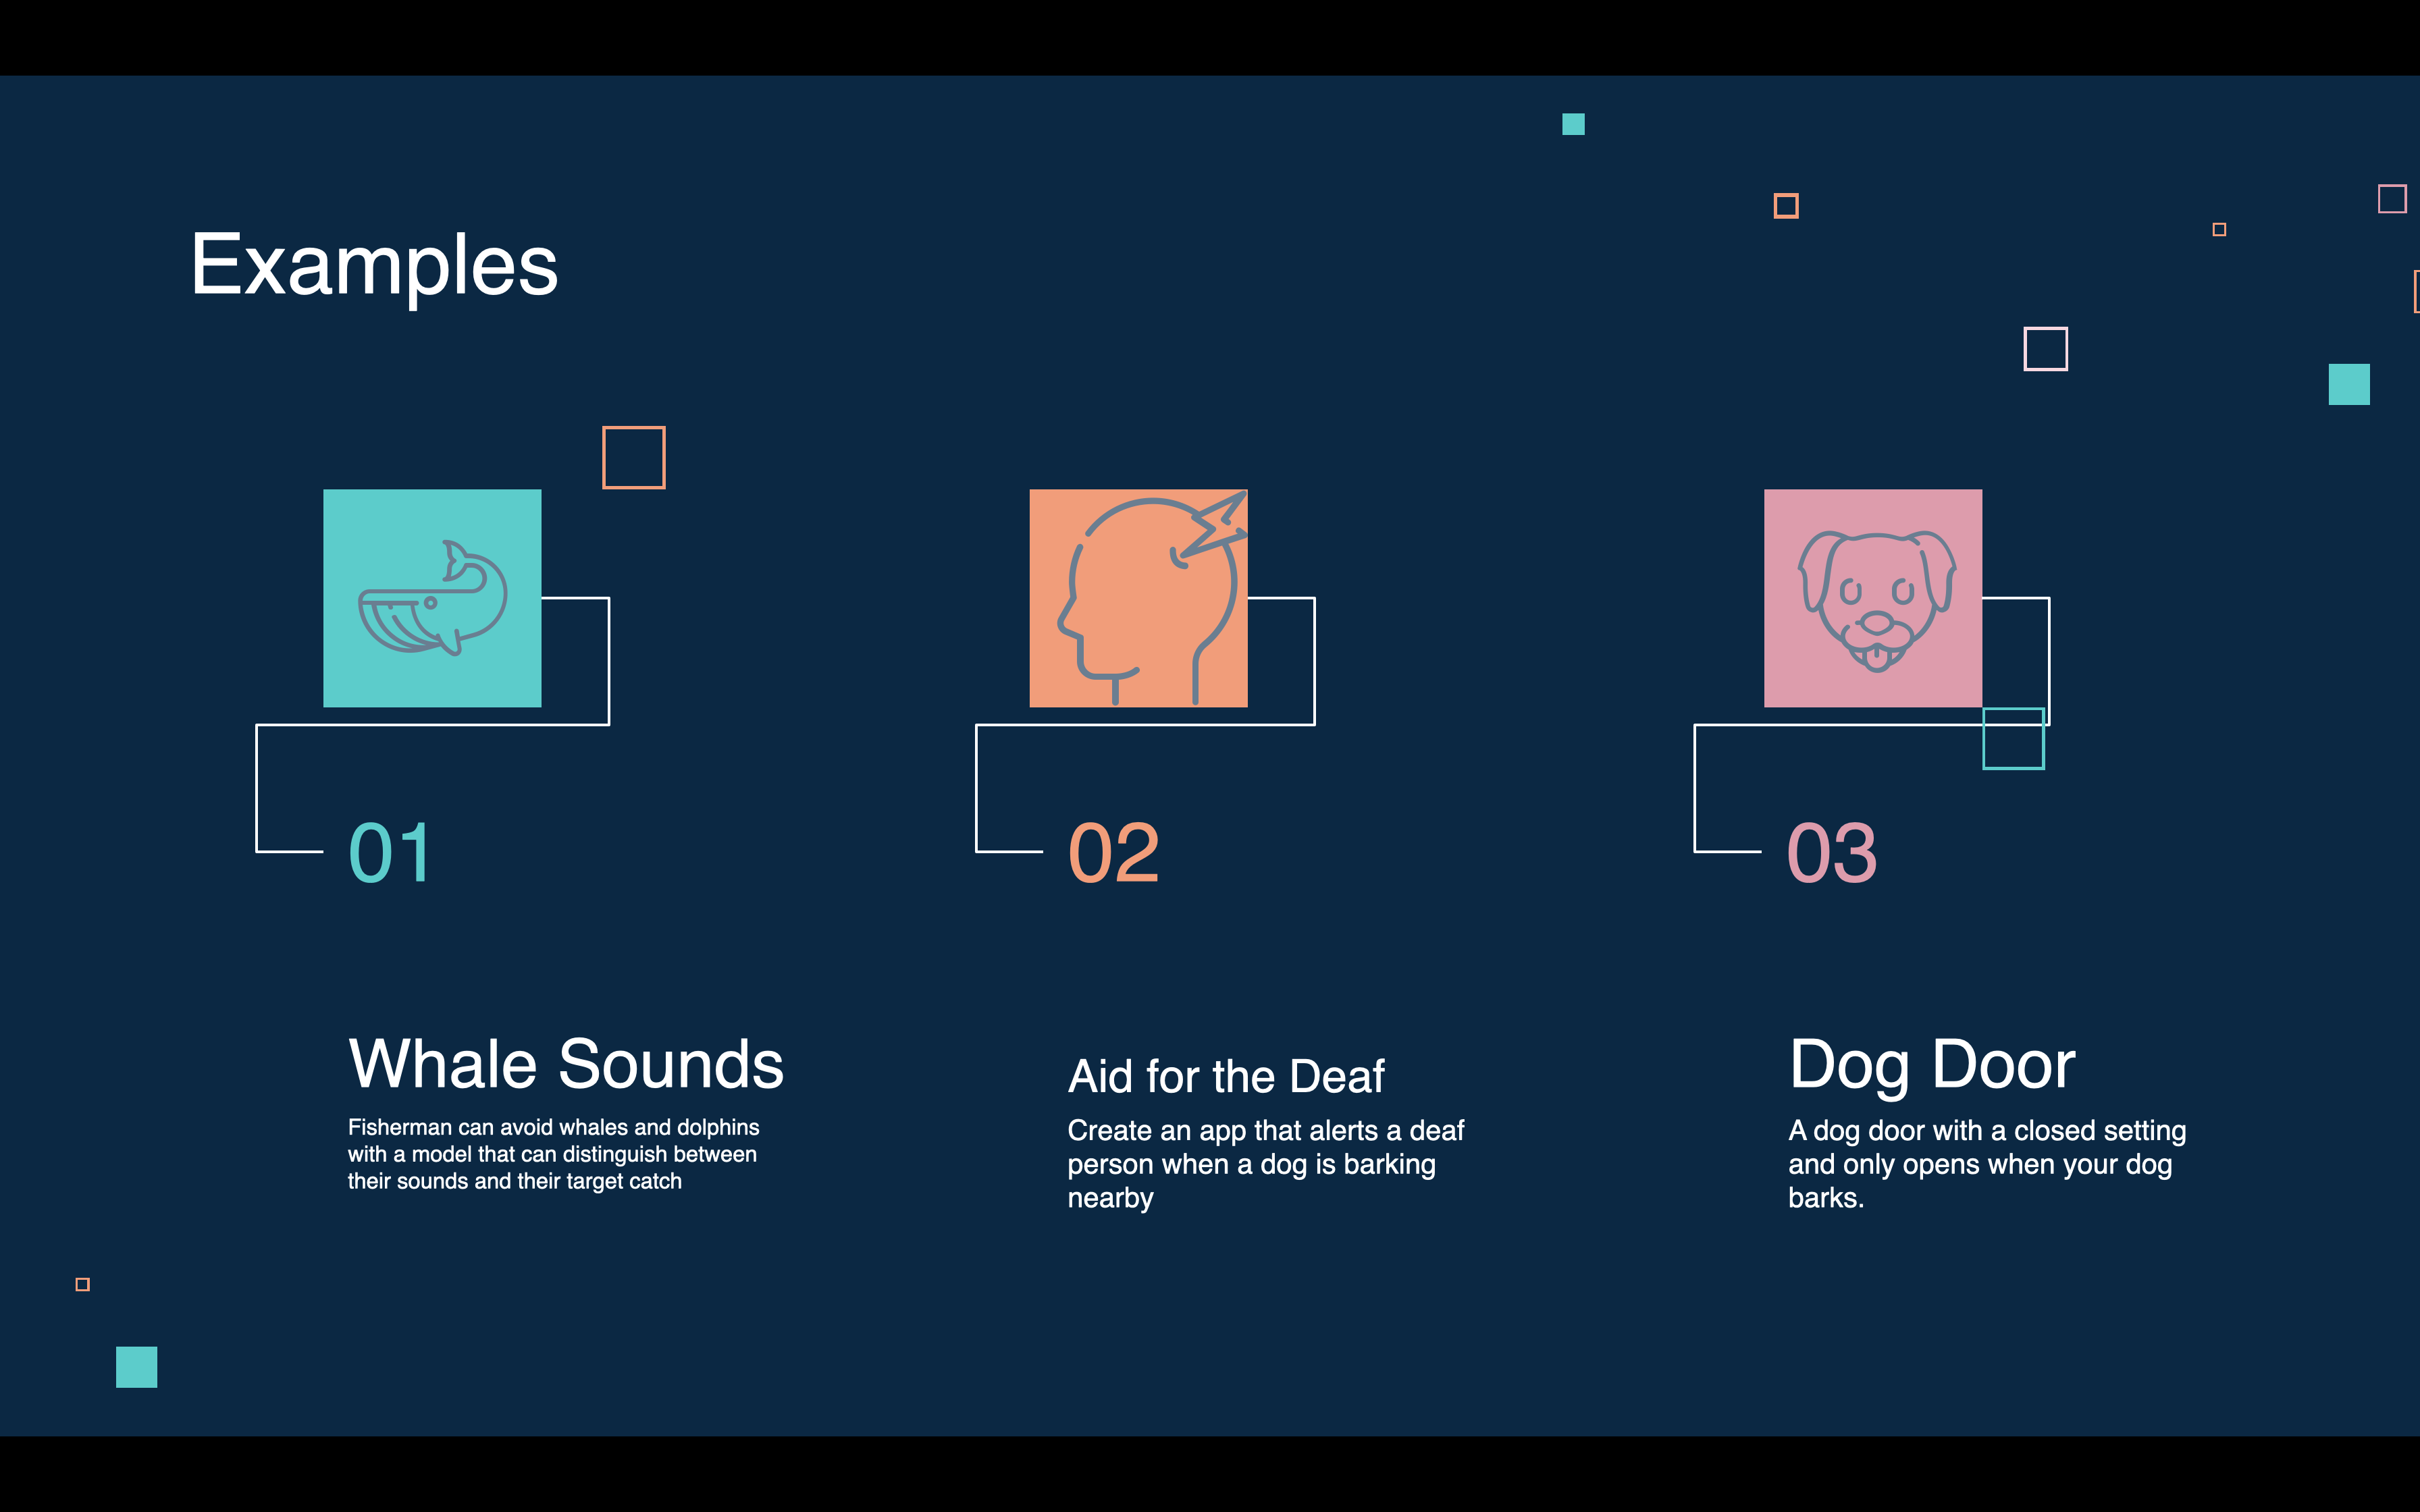 Examples
01
Whale Sounds
Fisherman can avoid whales and dolphins
with a model that can distinguish between
their sounds and their target catch
02
Aid for the Deaf
Create an app that alerts a deaf
person when a dog is barking
nearby
03
Dog Door
A dog door with a closed setting
and only opens when your dog
barks.